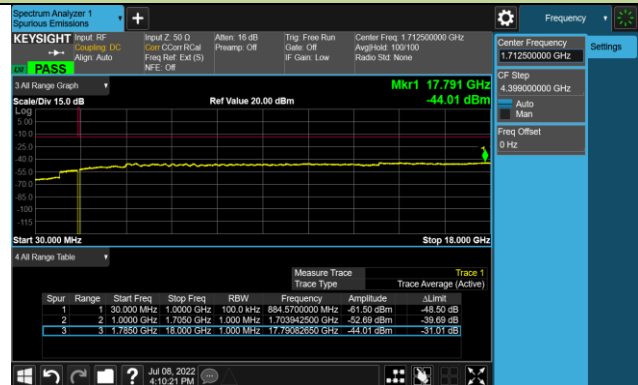 Spectrum Analyzer 1
Spurious Emissions
Frequency
KEYSIGHT Input: RF Input Z: 50 Ω Atten: 16 dB Trig: Free Run Center Freq: 1.712500000 GHz
Coupling: DC Corr CCorr RCal Preamp: Off Gate: Off Avg|Hold: 100/100
Align: Auto Freq Ref: Ext (S) IF Gain: Low Radio Std: None
NFE: Off
PASS
Center Frequency
1.712500000 GHz
Settings
CF Step
4.399000000 GHz
Auto
Man
Freq Offset
0 Hz
3 All Range Graph
Mkr1 17.791 GHz
Scale/Div 15.0 dB Ref Value 20.00 dBm -44.01 dBm
Log
5.00
-10.0
-25.0
-40.0
-55.0
-70.0
-85.0
-100
-115
1
Start 30.000 MHz Stop 18.000 GHz
4 All Range Table
Measure Trace Trace 1
Trace Type Trace Average (Active)
Spur Range Start Freq Stop Freq RBW Frequency Amplitude ΔLimit
1 1 30.000 MHz 1.0000 GHz 100.0 kHz 884.5700000 MHz -61.50 dBm -48.50 dB
2 2 1.0000 GHz 1.7050 GHz 1.000 MHz 1.703942500 GHz -52.69 dBm -39.69 dB
3 3 1.7850 GHz 18.000 GHz 1.000 MHz 17.79082650 GHz -44.01 dBm -31.01 dB
Jul 08, 2022
4:10:21 PM